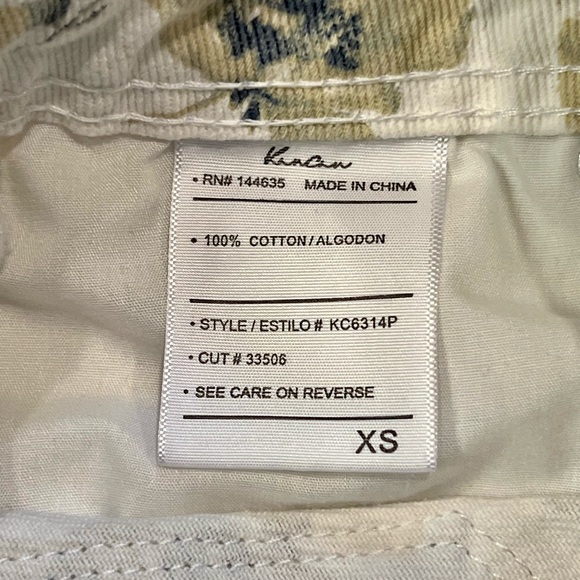 KanCan
• RN# 144635 MADE IN CHINA
• 100% COTTON/ALGODON
• STYLE/ESTILO# KC6314P
• CUT# 33506
• SEE CARE ON REVERSE
XS